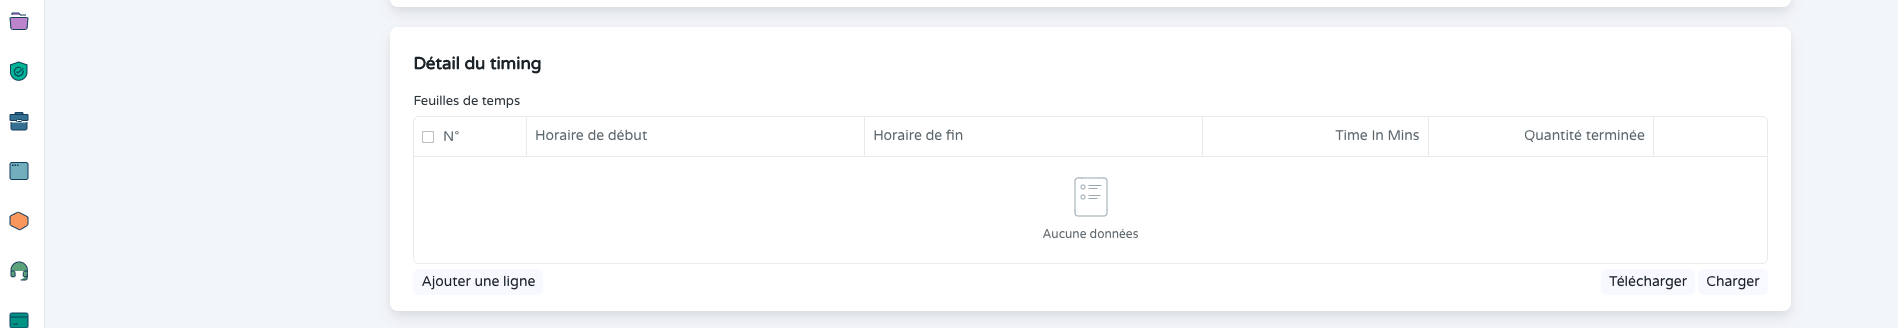 Détail du timing
Feuilles de temps
N° Horaire de début Horaire de fin Time In Mins Quantité terminée
Aucune données
Ajouter une ligne Télécharger Charger